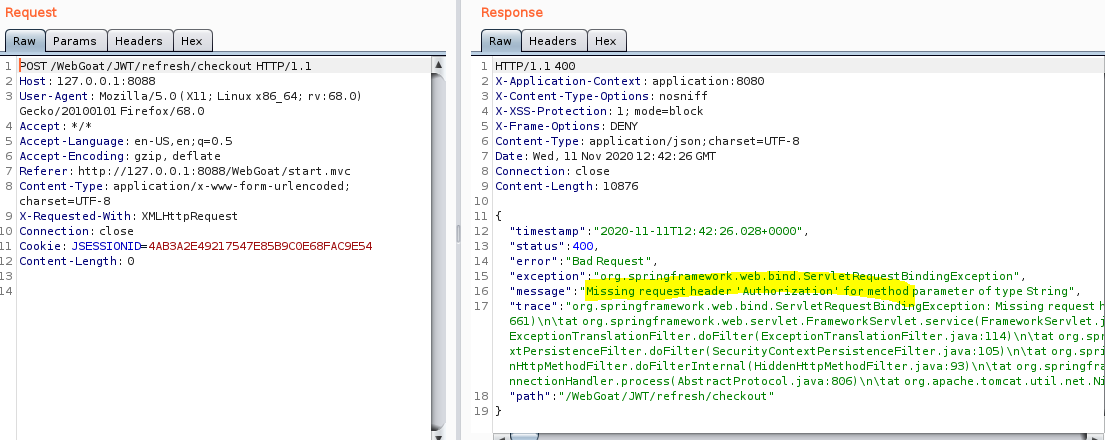 Request
Raw Params Headers Hex
1 POST /WebGoat/JWT/refresh/checkout HTTP/1.1
2 Host: 127.0.0.1:8088
3 User-Agent: Mozilla/5.0 (X11; Linux x86_64; rv:68.0)
Gecko/20100101 Firefox/68.0
4 Accept: */*
5 Accept-Language: en-US,en;q=0.5
6 Accept-Encoding: gzip, deflate
7 Referer: http://127.0.0.1:8088/WebGoat/start.mvc
8 Content-Type: application/x-www-form-urlencoded;
charset=UTF-8
9 X-Requested-With: XMLHttpRequest
10 Connection: close
11 Cookie: JSESSIONID=4AB3A2E49217547E85B9C0E68FAC9E54
12 Content-Length: 0
13
14
Response
Raw Headers Hex
1 HTTP/1.1 400
2 X-Application-Context: application:8080
3 X-Content-Type-Options: nosniff
4 X-XSS-Protection: 1; mode=block
5 X-Frame-Options: DENY
6 Content-Type: application/json;charset=UTF-8
7 Date: Wed, 11 Nov 2020 12:42:26 GMT
8 Connection: close
9 Content-Length: 10876
10
11 {
12 "timestamp":"2020-11-11T12:42:26.028+0000",
13 "status":400,
14 "error":"Bad Request",
15 "exception":"org.springframework.web.bind.ServletRequestBindingException",
16 "message":"Missing request header 'Authorization' for method parameter of type String",
17 "trace":"org.springframework.web.bind.ServletRequestBindingException: Missing request h
661)\n\tat org.springframework.web.servlet.FrameworkServlet.service(FrameworkServlet.j
ExceptionTranslationFilter.doFilter(ExceptionTranslationFilter.java:114)\n\tat org.spr
xtPersistenceFilter.doFilter(SecurityContextPersistenceFilter.java:105)\n\tat org.spri
nHttpMethodFilter.doFilterInternal(HiddenHttpMethodFilter.java:93)\n\tat org.springfra
nnectionHandler.process(AbstractProtocol.java:806)\n\tat org.apache.tomcat.util.net.Ni
18 "path":"/WebGoat/JWT/refresh/checkout"
19 }